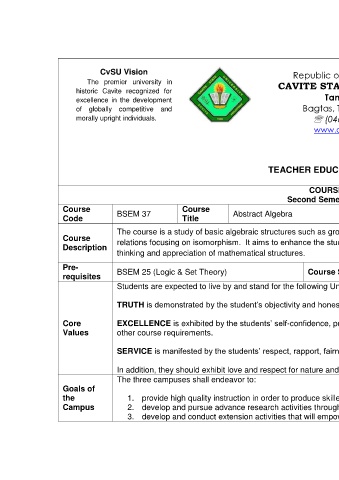 CvSU Vision
The premier university in
historic Cavite recognized for
excellence in the development
of globally competitive and
morally upright individuals.
Republic o
CAVITE STA
Tan
Bagtas, T
☏ (04
www.c
TEACHER EDUC
COURS
Second Seme
Course Code
BSEM 37
Course Title
Abstract Algebra
Course Description
The course is a study of basic algebraic structures such as gro
relations focusing on isomorphism. It aims to enhance the stu
thinking and appreciation of mathematical structures.
Pre-requisites
BSEM 25 (Logic & Set Theory)
Course S
Core Values
Students are expected to live by and stand for the following Un
TRUTH is demonstrated by the student's objectivity and hones
EXCELLENCE is exhibited by the students' self-confidence, pr
other course requirements.
SERVICE is manifested by the students' respect, rapport, fairn
In addition, they should exhibit love and respect for nature and
Goals of the Campus
The three campuses shall endeavor to:
1. provide high quality instruction in order to produce skille
2. develop and pursue advance research activities through
3. develop and conduct extension activities that will empow